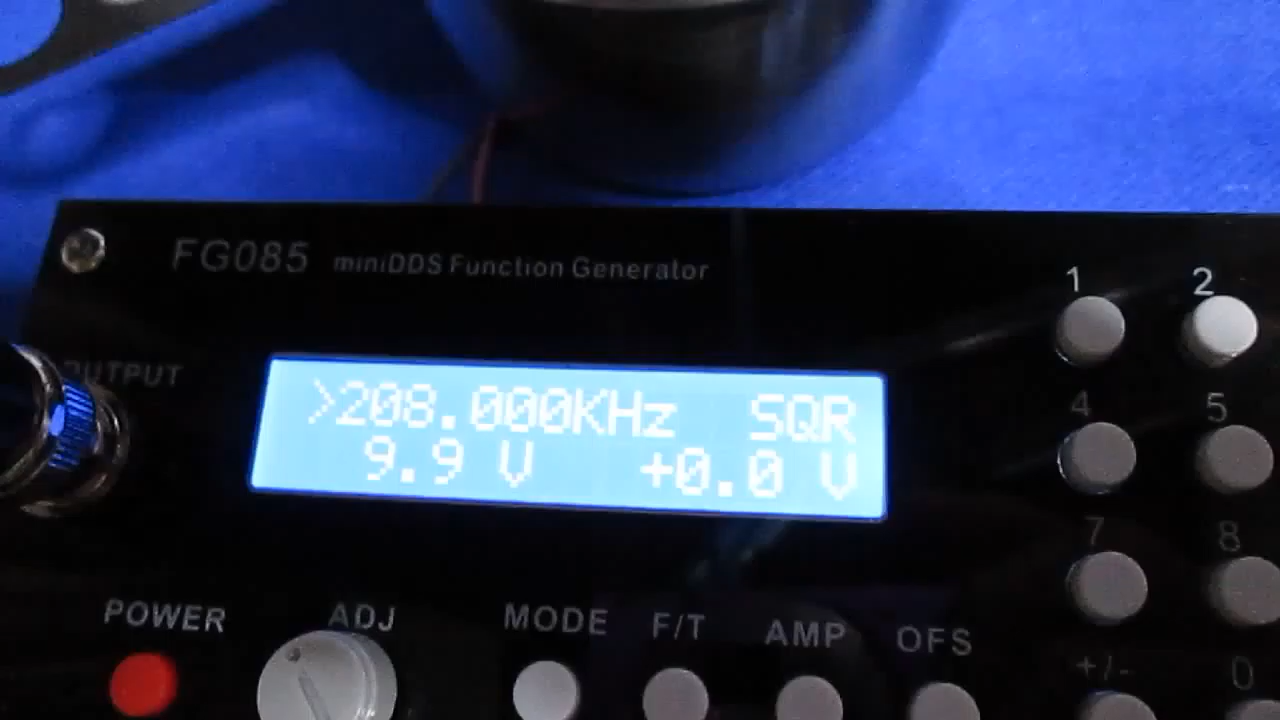 FG085 miniDDS Function Generator
1 2
OUTPUT
>208.000KHz SQR
9.9 V +0.0 V
4 5
7 8
POWER ADJ MODE F/T AMP OFS
+/- 0